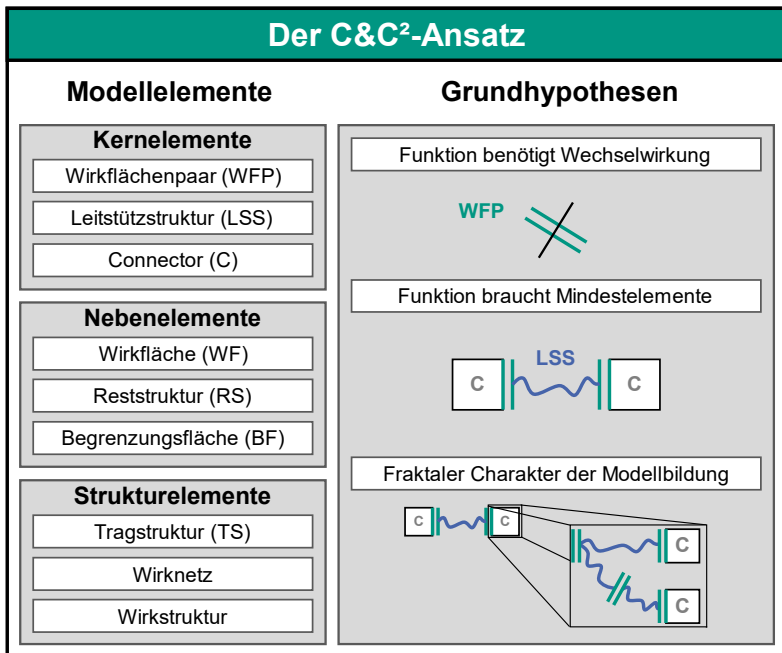 Der C&C²-Ansatz
Modellelemente
Kernelemente
Wirkflächenpaar (WFP)
Leitstützstruktur (LSS)
Connector (C)
Nebenelemente
Wirkfläche (WF)
Reststruktur (RS)
Begrenzungsfläche (BF)
Strukturelemente
Tragstruktur (TS)
Wirknetz
Wirkstruktur
Grundhypothesen
Funktion benötigt Wechselwirkung
WFP
Funktion braucht Mindestelemente
C LSS C
Fraktaler Charakter der Modellbildung
C C C
C